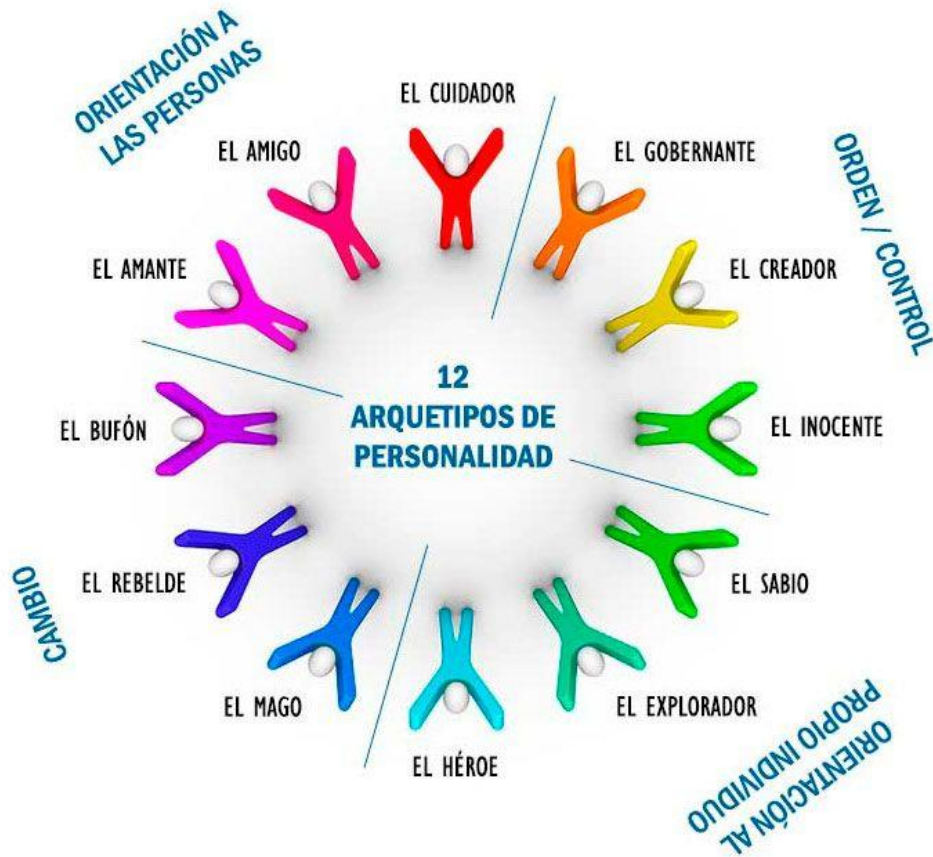 ORIENTACIÓN A
LAS PERSONAS
EL CUIDADOR
EL AMIGO
EL GOBERNANTE
ORDEN / CONTROL
EL AMANTE
EL CREADOR
12
ARQUETIPOS DE
PERSONALIDAD
EL BUFÓN
EL INOCENTE
EL REBELDE
EL SABIO
CAMBIO
EL MAGO
EL EXPLORADOR
EL HÉROE
ORIENTACIÓN AL
PROPIO INDIVIDUO